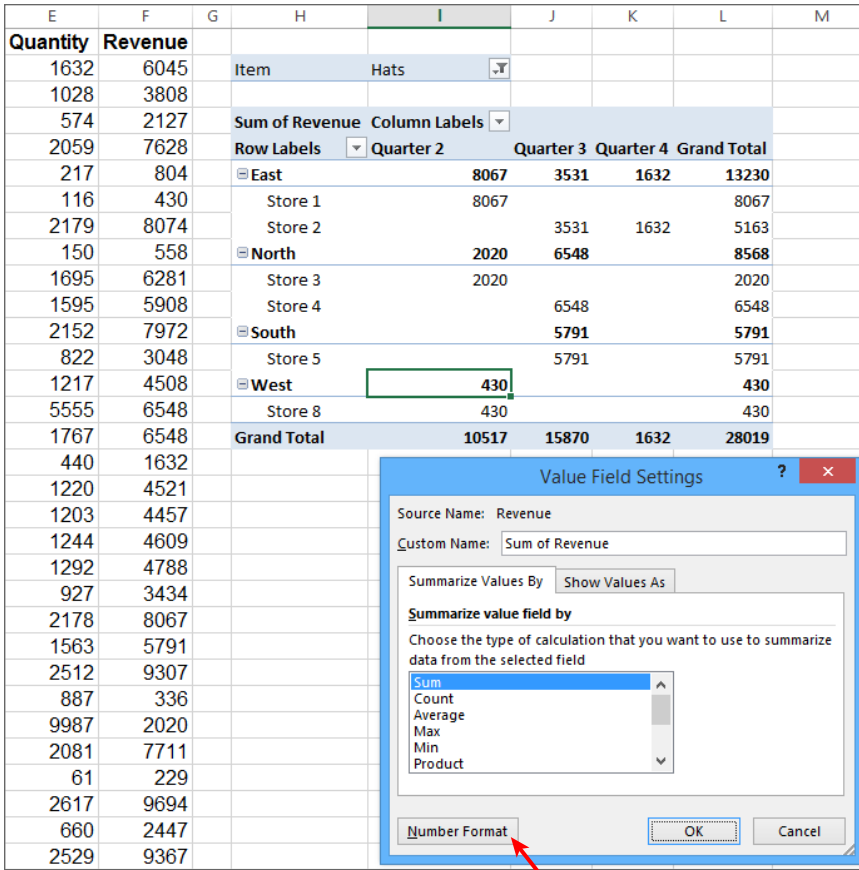 E F G H I J K L M
Quantity Revenue
1632 6045 Item Hats
1028 3808
574 2127 Sum of Revenue Column Labels
2059 7628 Row Labels Quarter 2 Quarter 3 Quarter 4 Grand Total
217 804 East 8067 3531 1632 13230
116 430 Store 1 8067 8067
2179 8074 Store 2 3531 1632 5163
150 558 North 2020 6548 8568
1695 6281 Store 3 2020 2020
1595 5908 Store 4 6548 6548
2152 7972 South 5791 5791
822 3048 Store 5 5791 5791
1217 4508 West 430 430
5555 6548 Store 8 430 430
1767 6548 Grand Total 10517 15870 1632 28019
440 1632
1220 4521
1203 4457
1244 4609
1292 4788
927 3434
2178 8067
1563 5791
2512 9307
887 336
9987 2020
2081 7711
61 229
2617 9694
660 2447
2529 9367
Value Field Settings ? ×
Source Name: Revenue
Custom Name: Sum of Revenue
Summarize Values By Show Values As
Summarize value field by
Choose the type of calculation that you want to use to summarize
data from the selected field
Sum
Count
Average
Max
Min
Product
Number Format OK Cancel